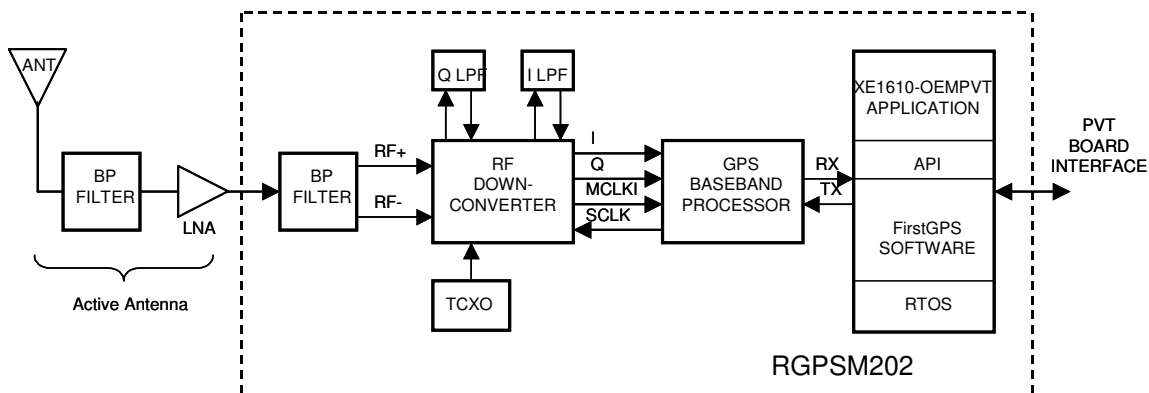 ANT
BP
FILTER
LNA
Active Antenna
BP
FILTER
RF+
RF-
Q LPF
I LPF
RF
DOWN-
CONVERTER
TCXO
I
Q
MCLKI
SCLK
GPS
BASEBAND
PROCESSOR
RX
TX
XE1610-OEMPVT
APPLICATION
API
FirstGPS
SOFTWARE
RTOS
PVT
BOARD
INTERFACE
RGPSM202